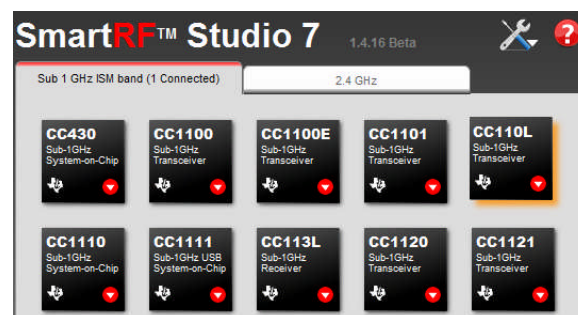 SmartRF™ Studio 7 1.4.16 Beta
Sub 1 GHz ISM band (1 Connected) 2.4 GHz
CC430 CC1100 CC1100E CC1101 CC110L
Sub-1GHz Sub-1GHz Sub-1GHz Sub-1GHz Sub-1GHz
System-on-Chip Transceiver Transceiver Transceiver Transceiver
CC1110 CC1111 CC113L CC1120 CC1121
Sub-1GHz Sub-1GHz USB Sub-1GHz Sub-1GHz Sub-1GHz
System-on-Chip System-on-Chip Receiver Transceiver Transceiver